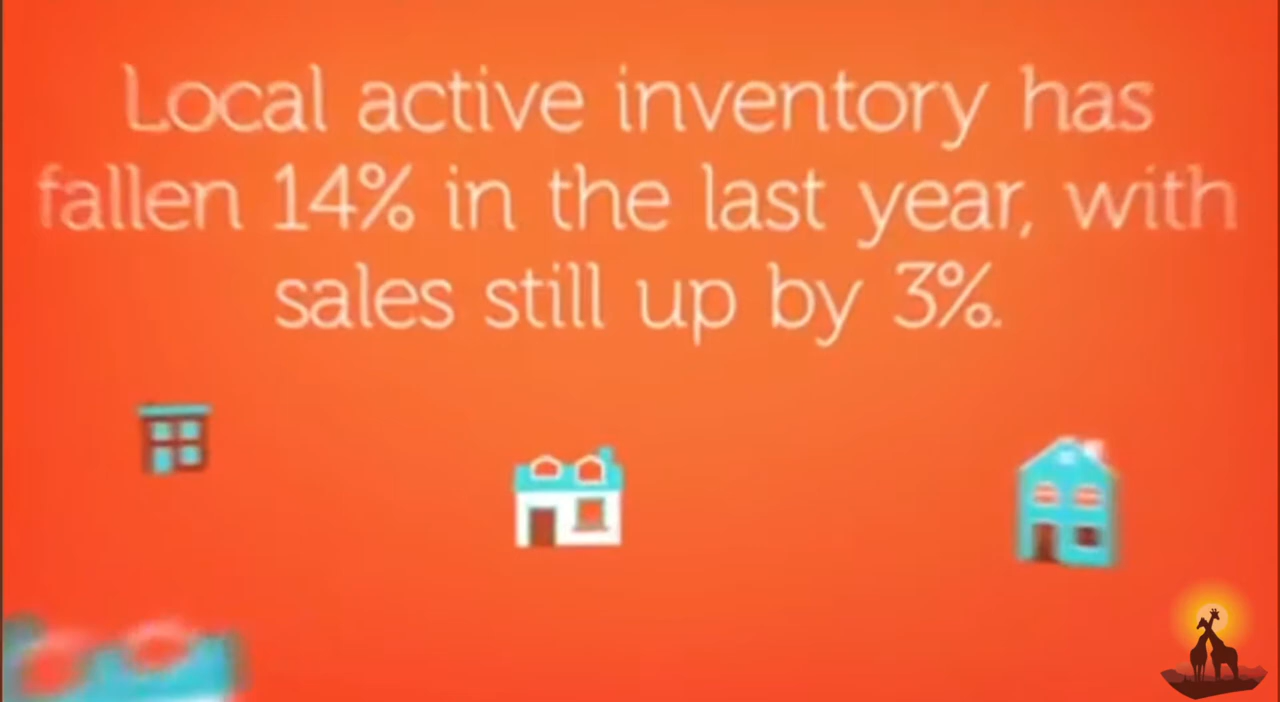 Local active inventory has
fallen 14% in the last year, with
sales still up by 3%.